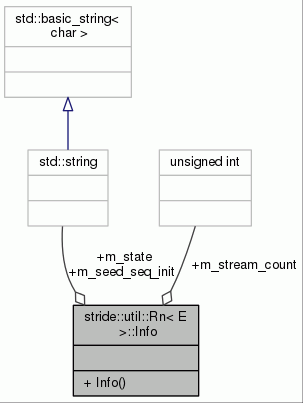 std::basic_string<
char >
std::string
unsigned int
+m_state
+m_seed_seq_init
+m_stream_count
stride::util::Rn< E
>::Info
+ Info()